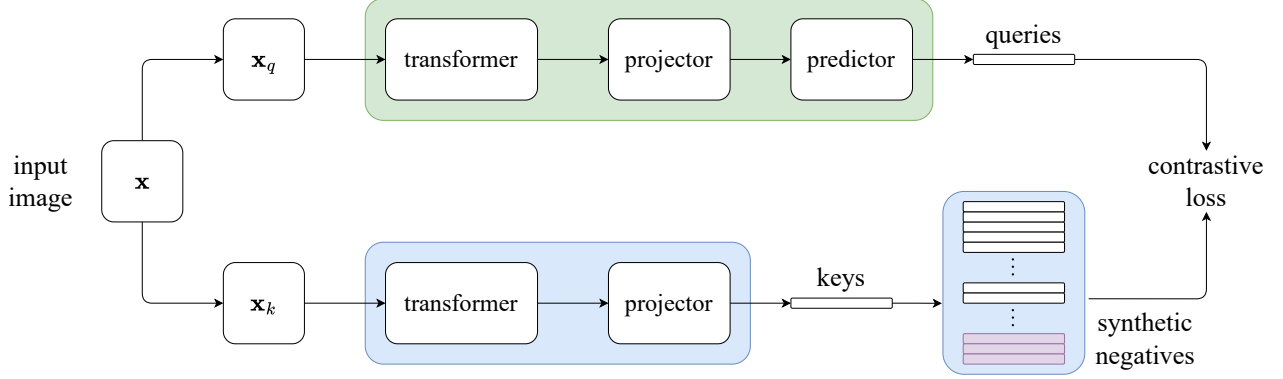 x_q
transformer
projector
predictor
queries
input
image
x
contrastive
loss
x_k
transformer
projector
keys
synthetic
negatives